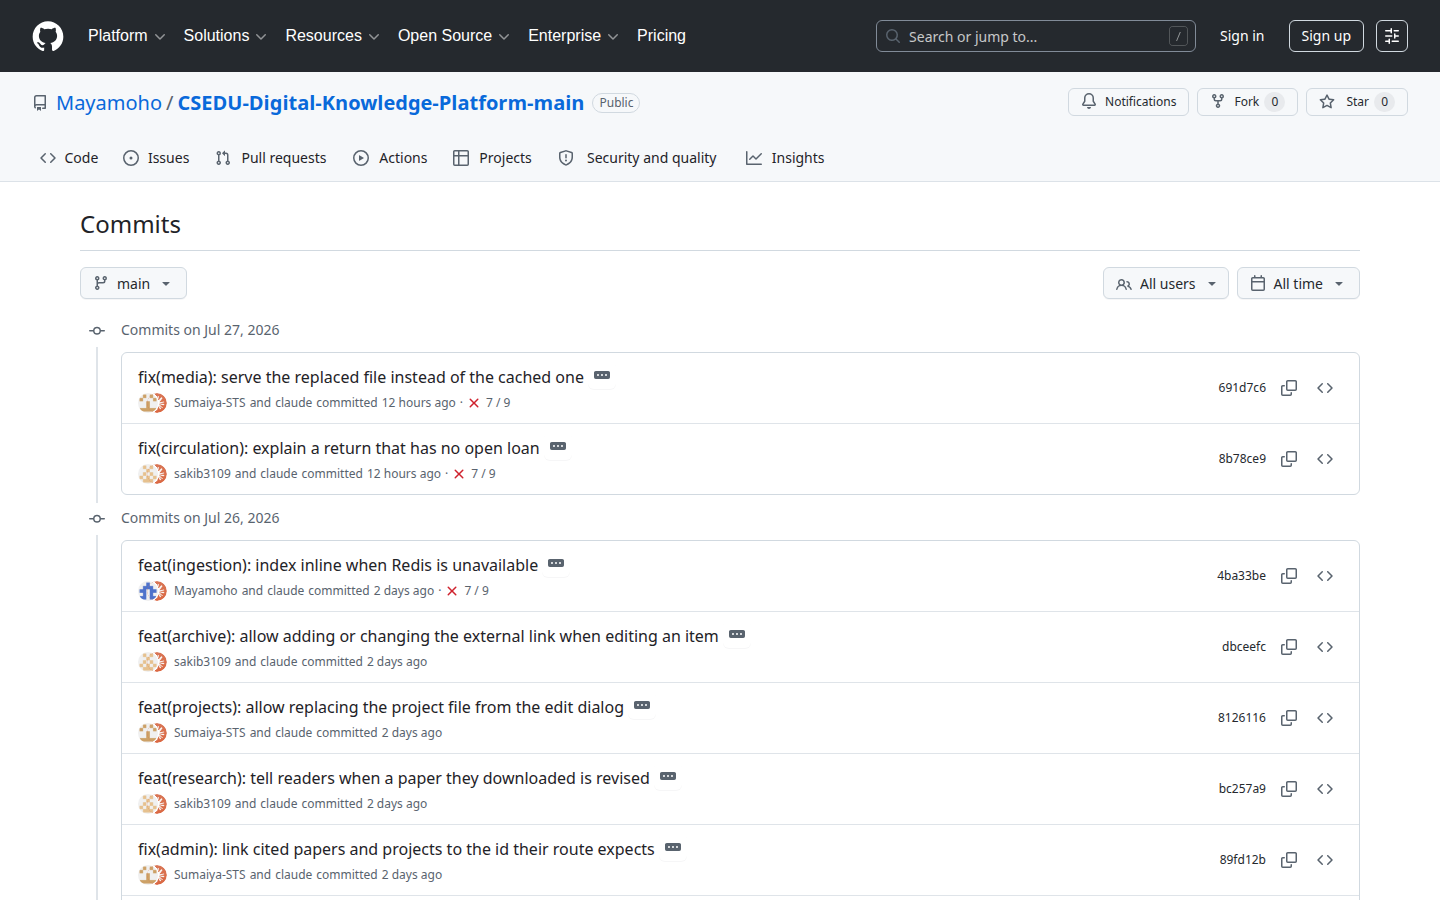 Platform
Solutions
Resources
Open Source
Enterprise
Pricing
Search or jump to...
/
Sign in
Sign up
Mayamoho / CSEDU-Digital-Knowledge-Platform-main
Public
Notifications
Fork 0
Star 0
Code
Issues
Pull requests
Actions
Projects
Security and quality
Insights
Commits
main
All users
All time
Commits on Jul 27, 2026
fix(media): serve the replaced file instead of the cached one
Sumaiya-STS and claude committed 12 hours ago · 7 / 9
691d7c6
fix(circulation): explain a return that has no open loan
sakib3109 and claude committed 12 hours ago · 7 / 9
8b78ce9
Commits on Jul 26, 2026
feat(ingestion): index inline when Redis is unavailable
Mayamoho and claude committed 2 days ago · 7 / 9
4ba33be
feat(archive): allow adding or changing the external link when editing an item
sakib3109 and claude committed 2 days ago
dbceefc
feat(projects): allow replacing the project file from the edit dialog
Sumaiya-STS and claude committed 2 days ago
8126116
feat(research): tell readers when a paper they downloaded is revised
sakib3109 and claude committed 2 days ago
bc257a9
fix(admin): link cited papers and projects to the id their route expects
Sumaiya-STS and claude committed 2 days ago
89fd12b